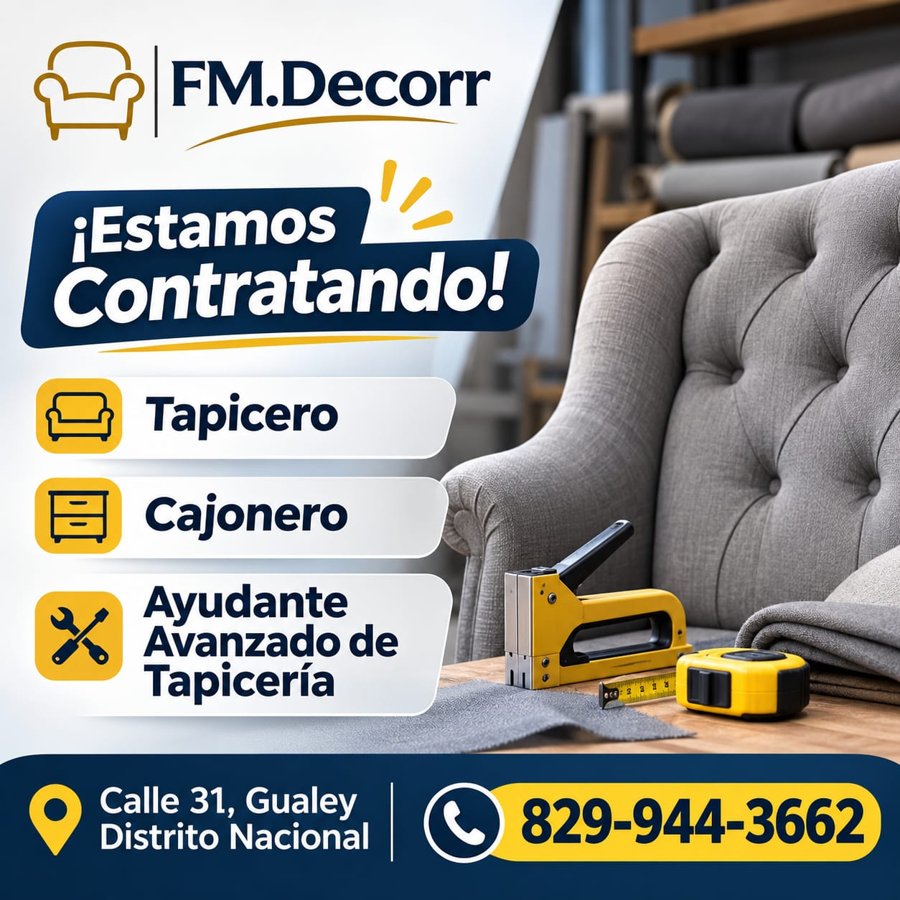 FM.Decorr
¡Estamos
Contratando!
Tapicero
Cajonero
Ayudante
Avanzado de
Tapicería
Calle 31, Gualey
Distrito Nacional
829-944-3662